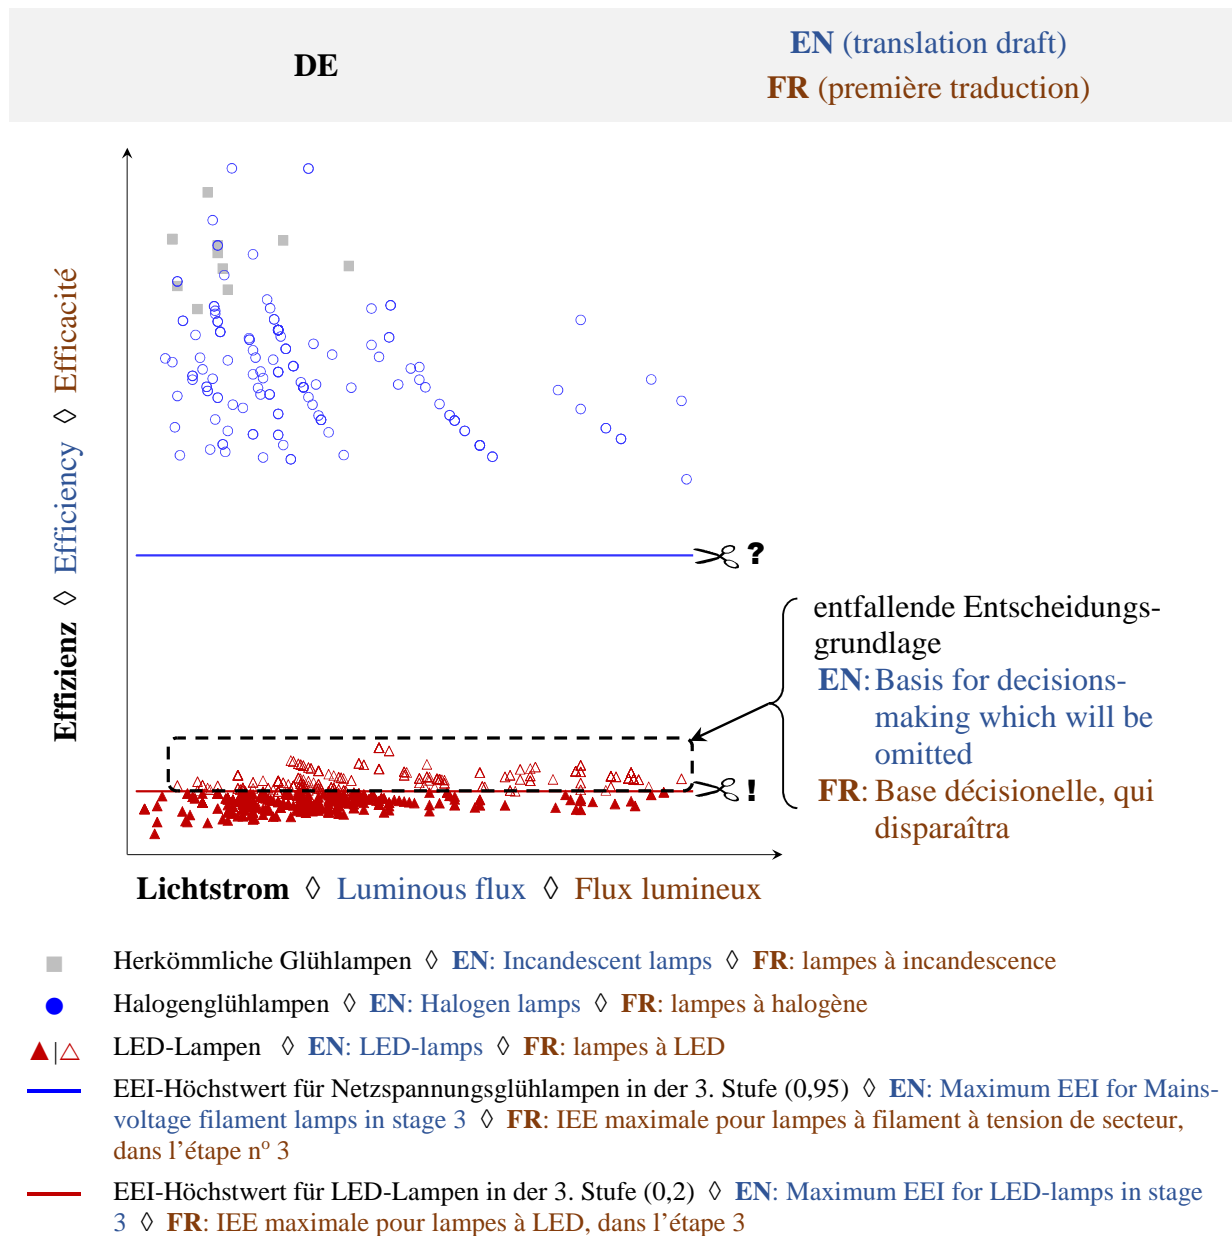 DE
EN (translation draft)
FR (première traduction)
Effizienz ◊ Efficiency ◊ Efficacité
?
entfallende Entscheidungs-
grundlage
EN: Basis for decisions-
making which will be
omitted
FR: Base décisionelle, qui
disparaîtra
!
Lichtstrom ◊ Luminous flux ◊ Flux lumineux
Herkömmliche Glühlampen ◊ EN: Incandescent lamps ◊ FR: lampes à incandescence
Halogenglühlampen ◊ EN: Halogen lamps ◊ FR: lampes à halogène
LED-Lampen ◊ EN: LED-lamps ◊ FR: lampes à LED
EEI-Höchstwert für Netzspannungsglühlampen in der 3. Stufe (0,95) ◊ EN: Maximum EEI for Mains-
voltage filament lamps in stage 3 ◊ FR: IEE maximale pour lampes à filament à tension de secteur,
dans l’étape nº 3
EEI-Höchstwert für LED-Lampen in der 3. Stufe (0,2) ◊ EN: Maximum EEI for LED-lamps in stage
3 ◊ FR: IEE maximale pour lampes à LED, dans l’étape 3